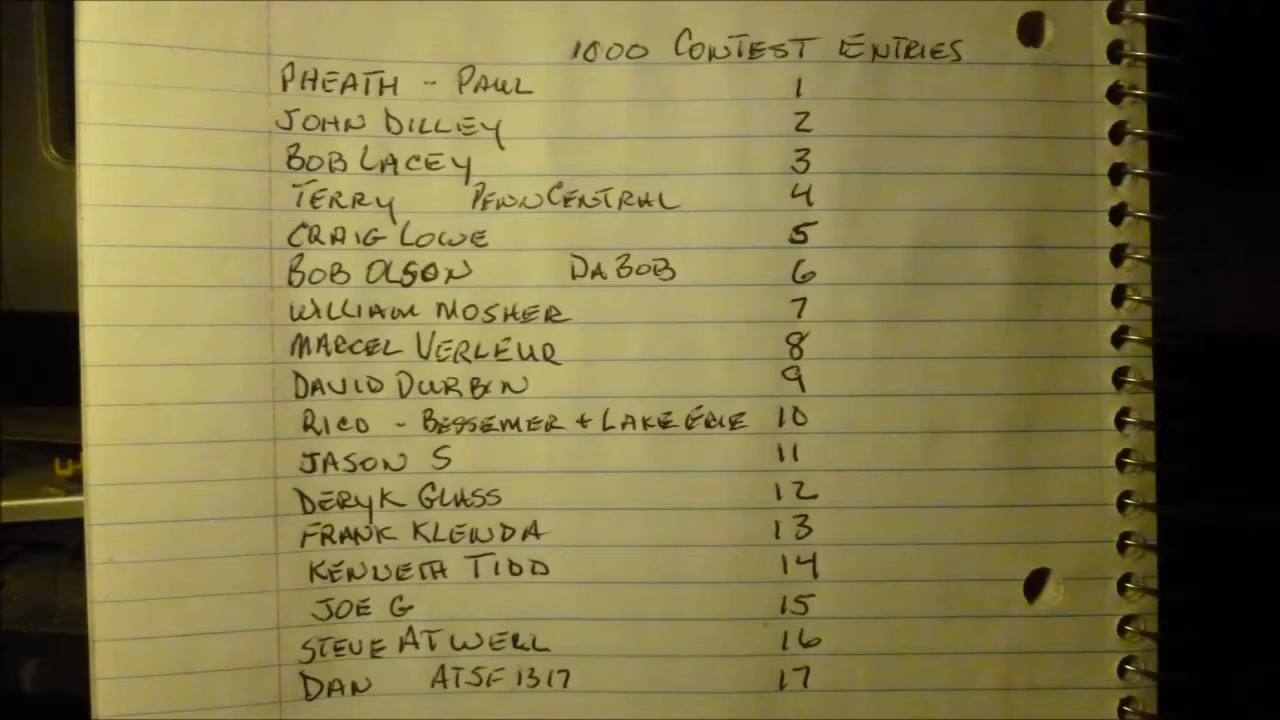 1000 CONTEST ENTRIES
PHEATH - PAUL 1
JOHN DILLEY 2
BOB LACEY 3
TERRY PENNCENTRAL 4
CRAIG LOWE 5
BOB OLSON DABOB 6
WILLIAM MOSHER 7
MARCEL VERLEUR 8
DAVID DURBIN 9
RICO - BESSEMER + LAKE ERIE 10
JASON S 11
DERYK GLASS 12
FRANK KLENDA 13
KENNETH TIDD 14
JOE G 15
STEVE ATWELL 16
DAN ATSF 1317 17